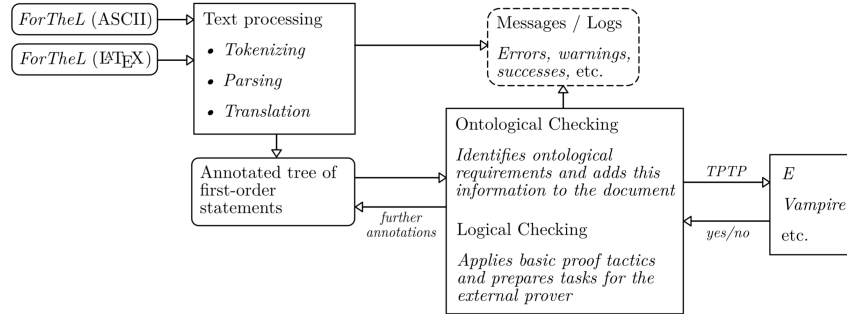 ForTheL (ASCII)
ForTheL (LATEX)
Text processing
• Tokenizing
• Parsing
• Translation
Messages / Logs
Errors, warnings,
successes, etc.
Annotated tree of
first-order
statements
further
annotations
Ontological Checking
Identifies ontological
requirements and adds this
information to the document
Logical Checking
Applies basic proof tactics
and prepares tasks for the
external prover
TPTP
yes/no
E
Vampire
etc.